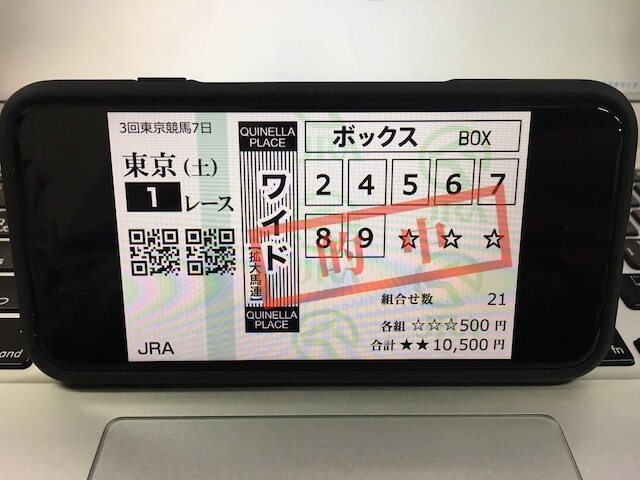 3回東京競馬7日
東京(土)
1レース
JRA
QUINELLA
PLACE
ワイド
【拡大馬連】
QUINELLA
PLACE
ボックス BOX
2 4 5 6 7
8 9 ☆ ☆ ☆
的中
組合せ数 21
各組 ☆☆☆500円
合計 ★★10,500円
and
fn